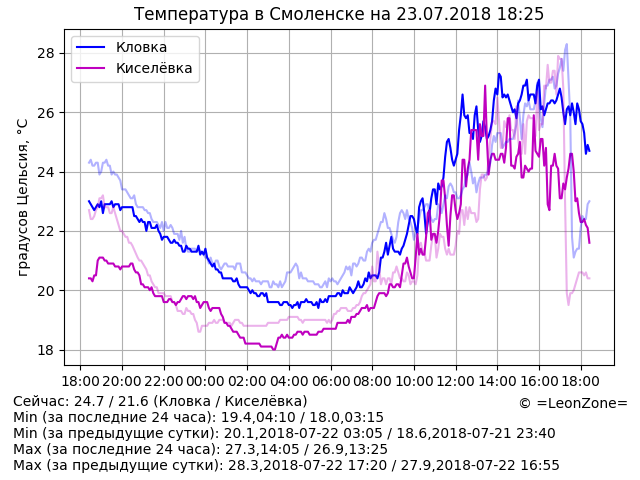 Температура в Смоленске на 23.07.2018 18:25
Кловка
Киселёвка
градусов Цельсия, °C
28
26
24
22
20
18
18:00 20:00 22:00 00:00 02:00 04:00 06:00 08:00 10:00 12:00 14:00 16:00 18:00
Сейчас: 24.7 / 21.6 (Кловка / Киселёвка)
© =LeonZone=
Min (за последние 24 часа): 19.4,04:10 / 18.0,03:15
Min (за предыдущие сутки): 20.1,2018-07-22 03:05 / 18.6,2018-07-21 23:40
Max (за последние 24 часа): 27.3,14:05 / 26.9,13:25
Max (за предыдущие сутки): 28.3,2018-07-22 17:20 / 27.9,2018-07-22 16:55